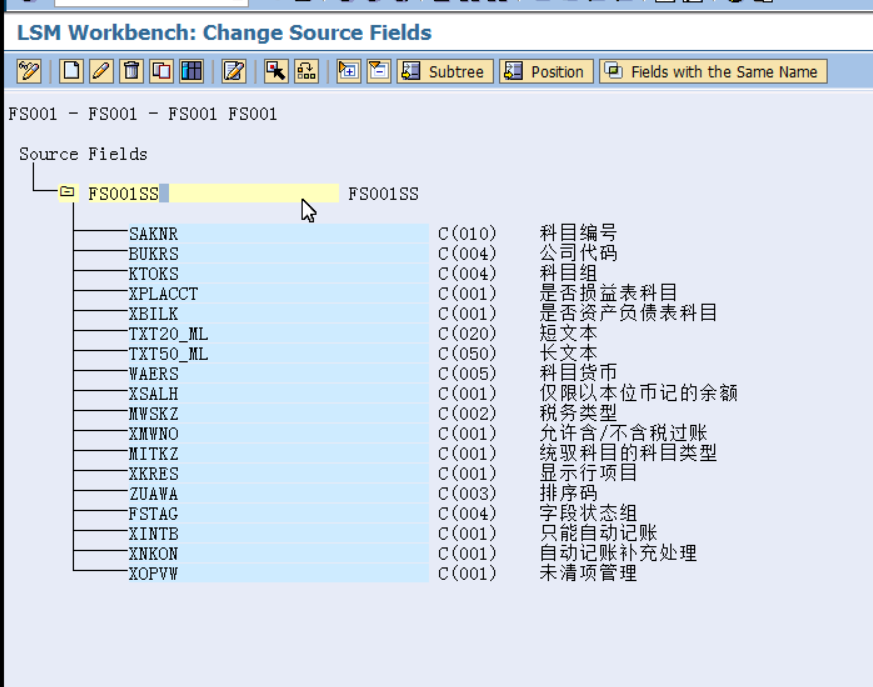 LSM Workbench: Change Source Fields
Subtree Position Fields with the Same Name
FS001 - FS001 - FS001 FS001
Source Fields
FS001SS FS001SS
SAKNR C(010) 科目编号
BUKRS C(004) 公司代码
KTOKS C(004) 科目组
XPLACCT C(001) 是否损益表科目
XBILK C(001) 是否资产负债表科目
TXT20_ML C(020) 短文本
TXT50_ML C(050) 长文本
WAERS C(005) 科目货币
XSALH C(001) 仅限以本位币记的余额
MWSKZ C(002) 税务类型
XMWNO C(001) 允许含/不含税过账
MITKZ C(001) 统驭科目的科目类型
XKRES C(001) 显示行项目
ZUAWA C(003) 排序码
FSTAG C(004) 字段状态组
XINTB C(001) 只能自动记账
XNKON C(001) 自动记账补充处理
XOPVW C(001) 未清项管理